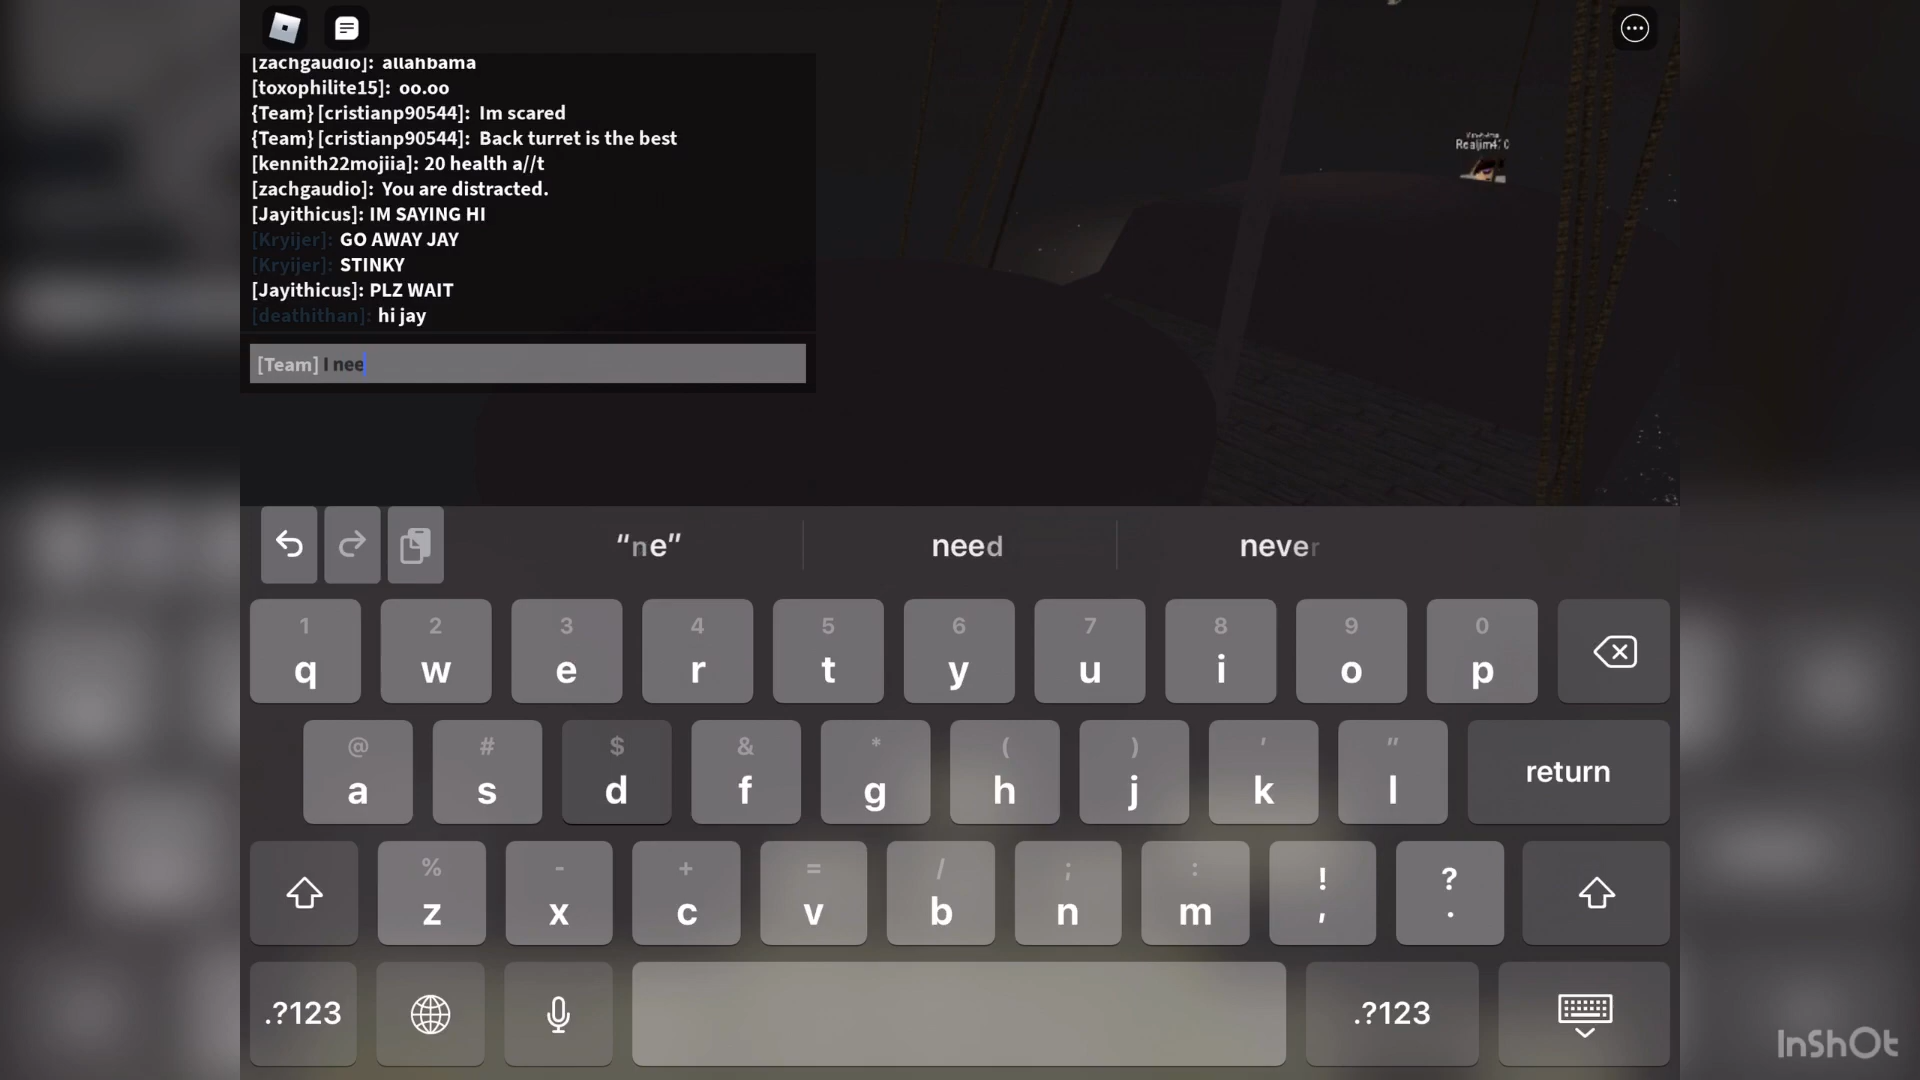 [zachgaudio]: allahbama
[toxophilite15]: oo.oo
{Team} [cristianp90544]: Im scared
{Team} [cristianp90544]: Back turret is the best
[kennith22mojiia]: 20 health a//t
[zachgaudio]: You are distracted.
[Jayithicus]: IM SAYING HI
[Kryijer]: GO AWAY JAY
[Kryijer]: STINKY
[Jayithicus]: PLZ WAIT
[deathithan]: hi jay
[Team] I nee
“ne” need never
1 2 3 4 5 6 7 8 9 0
q w e r t y u i o p
@ # $ & * ( ) ' "
a s d f g h j k l return
% - + = / ; : ! ?
z x c v b n m , .
.?123 .?123
InShOt